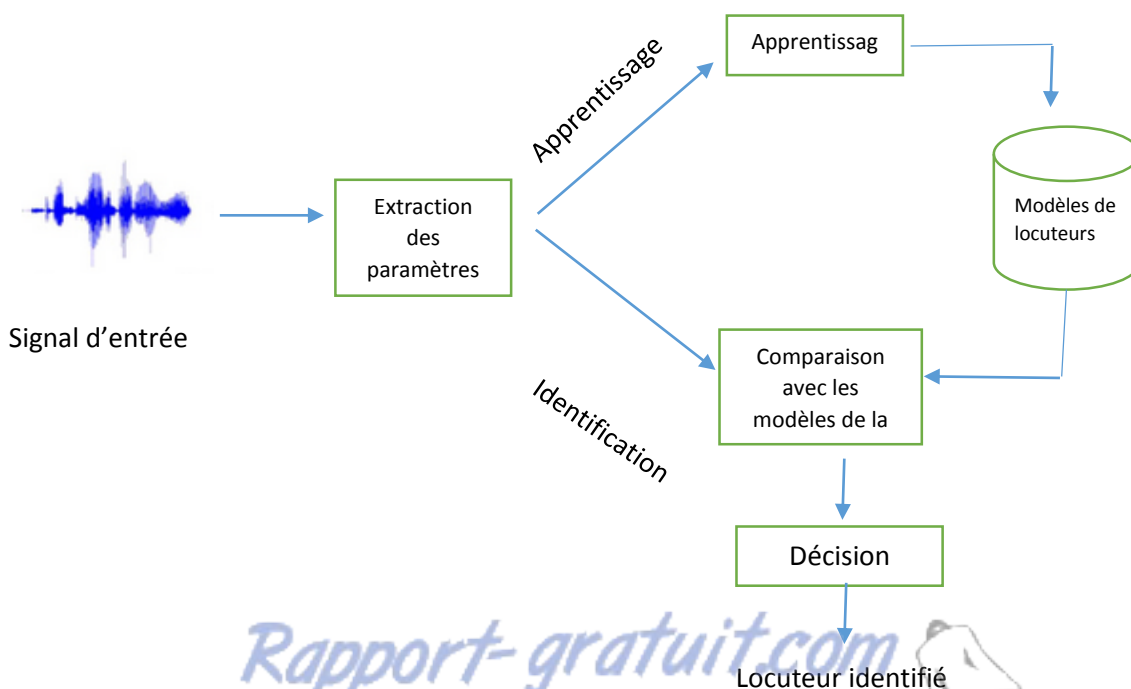 Signal d'entrée
Extraction
des
paramètres
Apprentissage
Apprentissag
Modèles de
locuteurs
Identification
Comparaison
avec les
modèles de la
Décision
Locuteur identifié
Rapport-gratuit.com